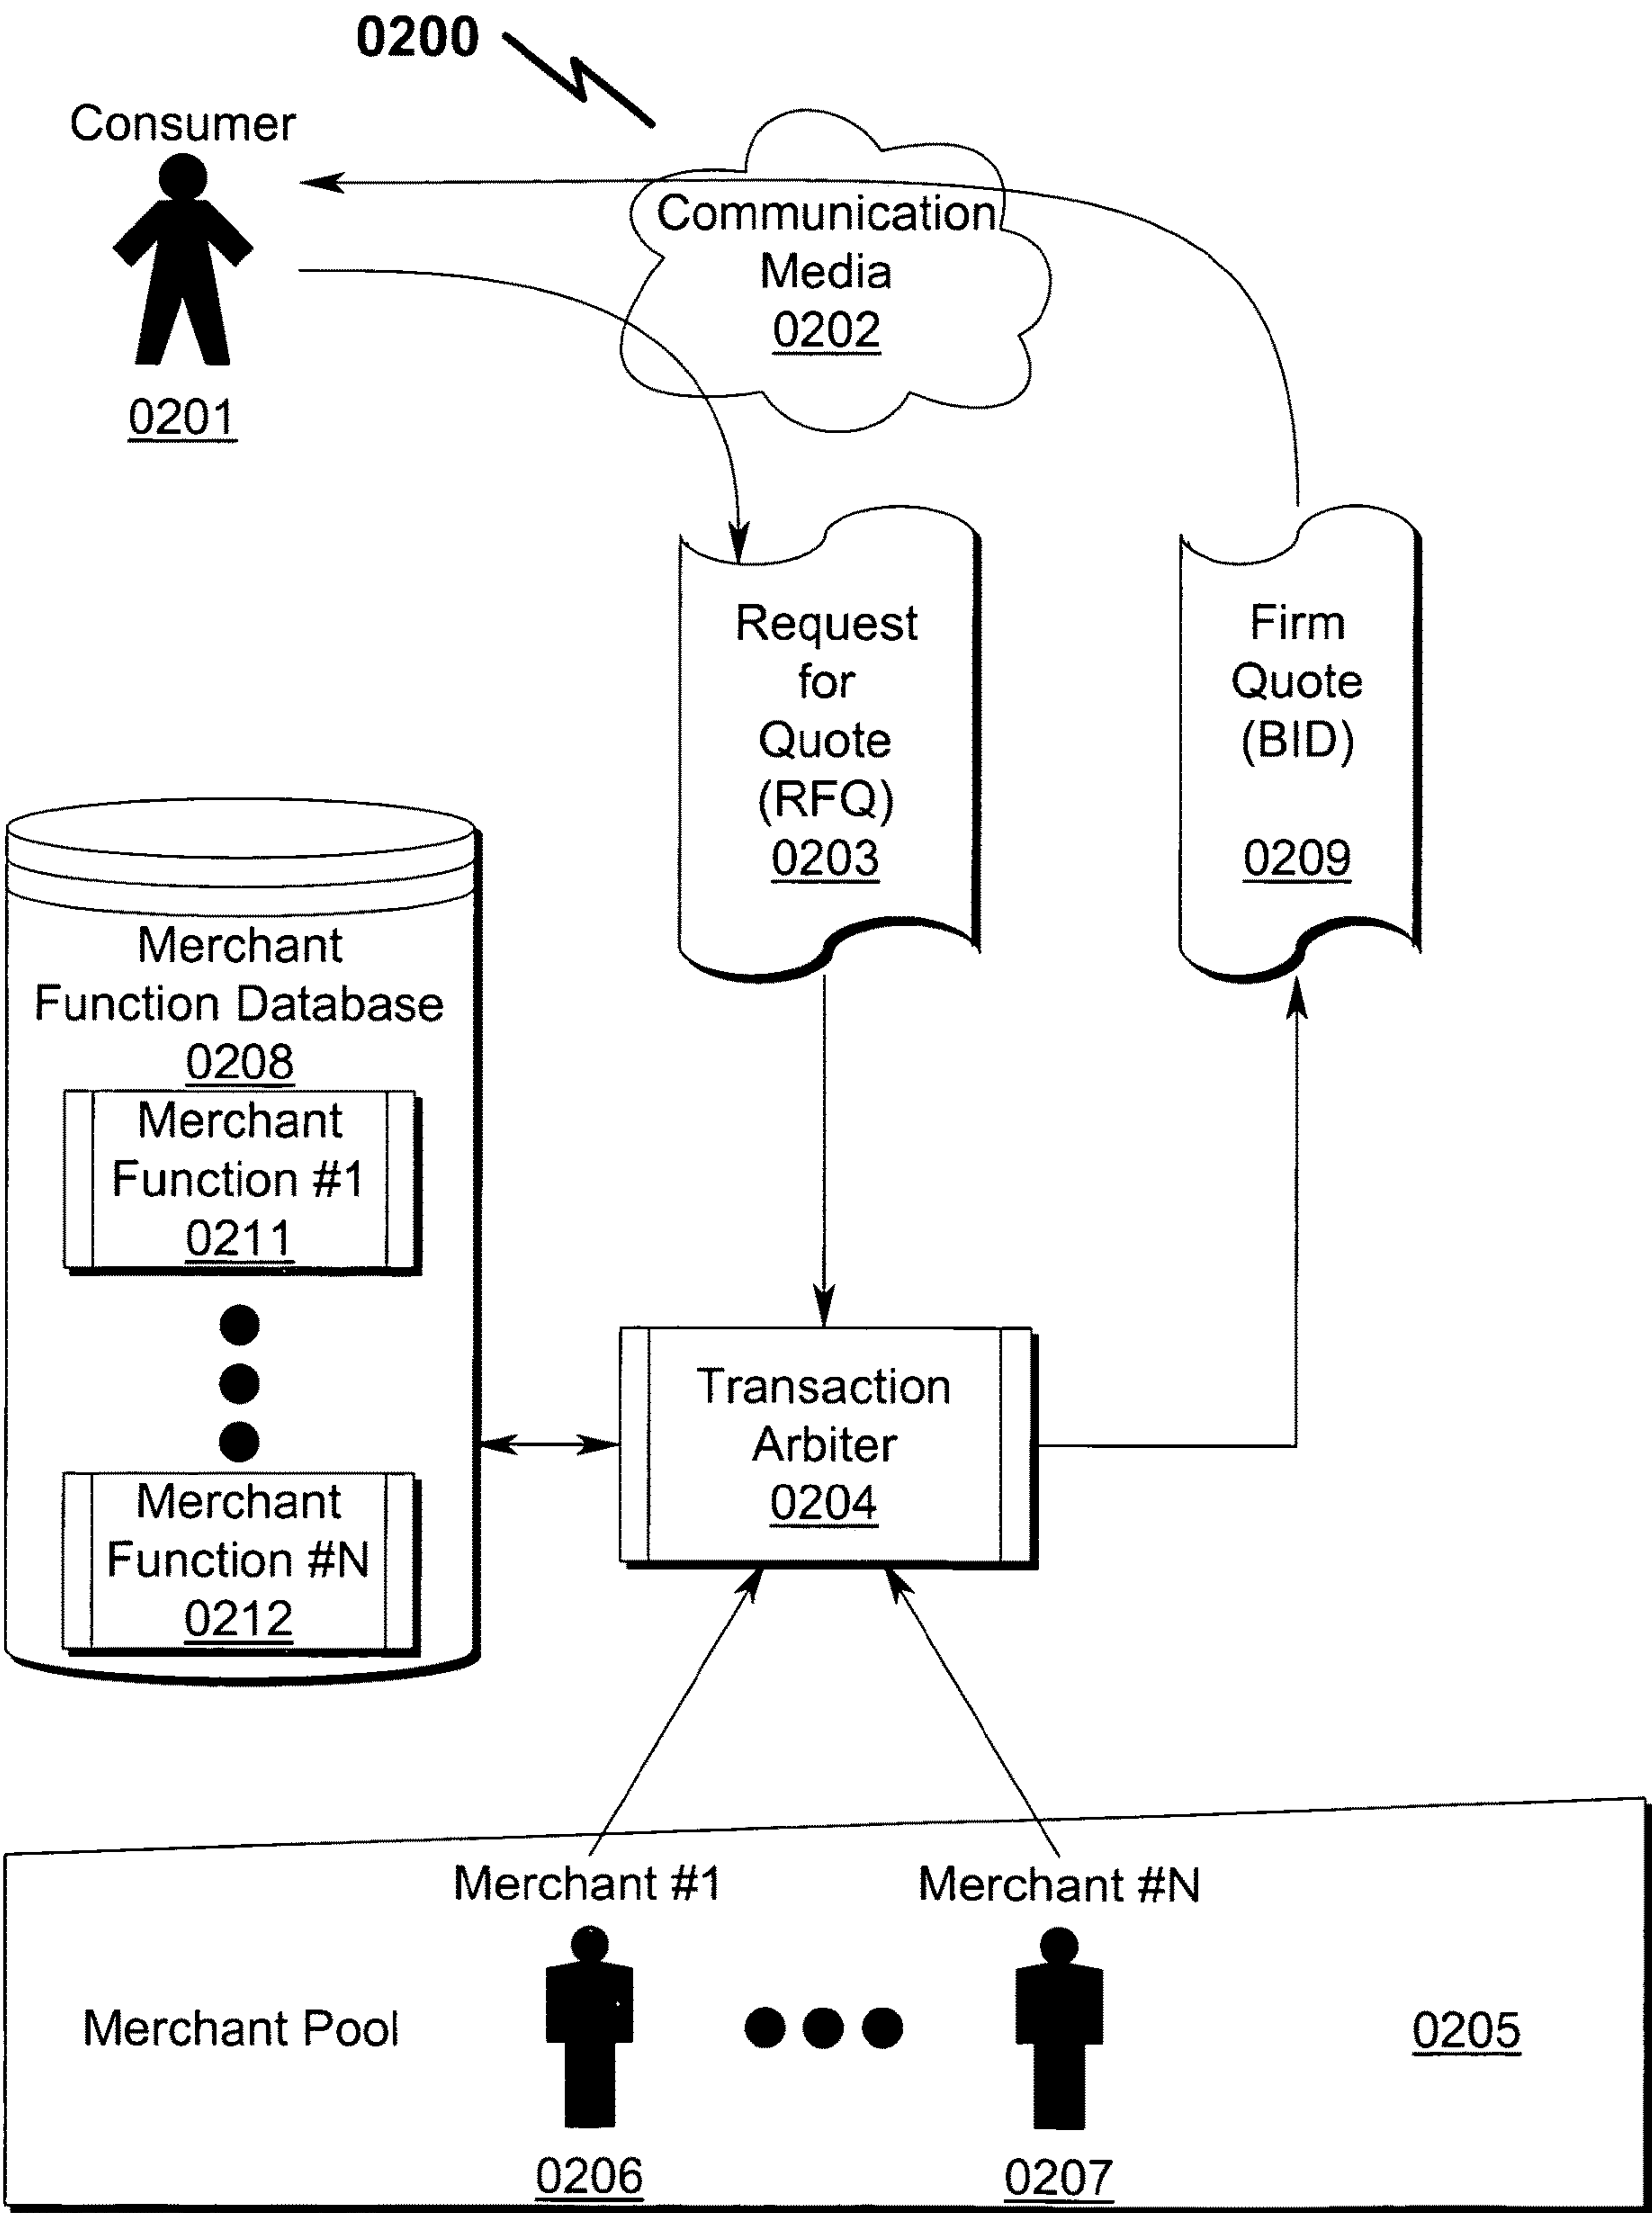 0200
Consumer
0201
Communication
Media
0202
Request
for
Quote
(RFQ)
0203
Firm
Quote
(BID)
0209
Merchant
Function Database
0208
Merchant
Function #1
0211
Merchant
Function #N
0212
Transaction
Arbiter
0204
Merchant #1
Merchant #N
Merchant Pool
0205
0206
0207